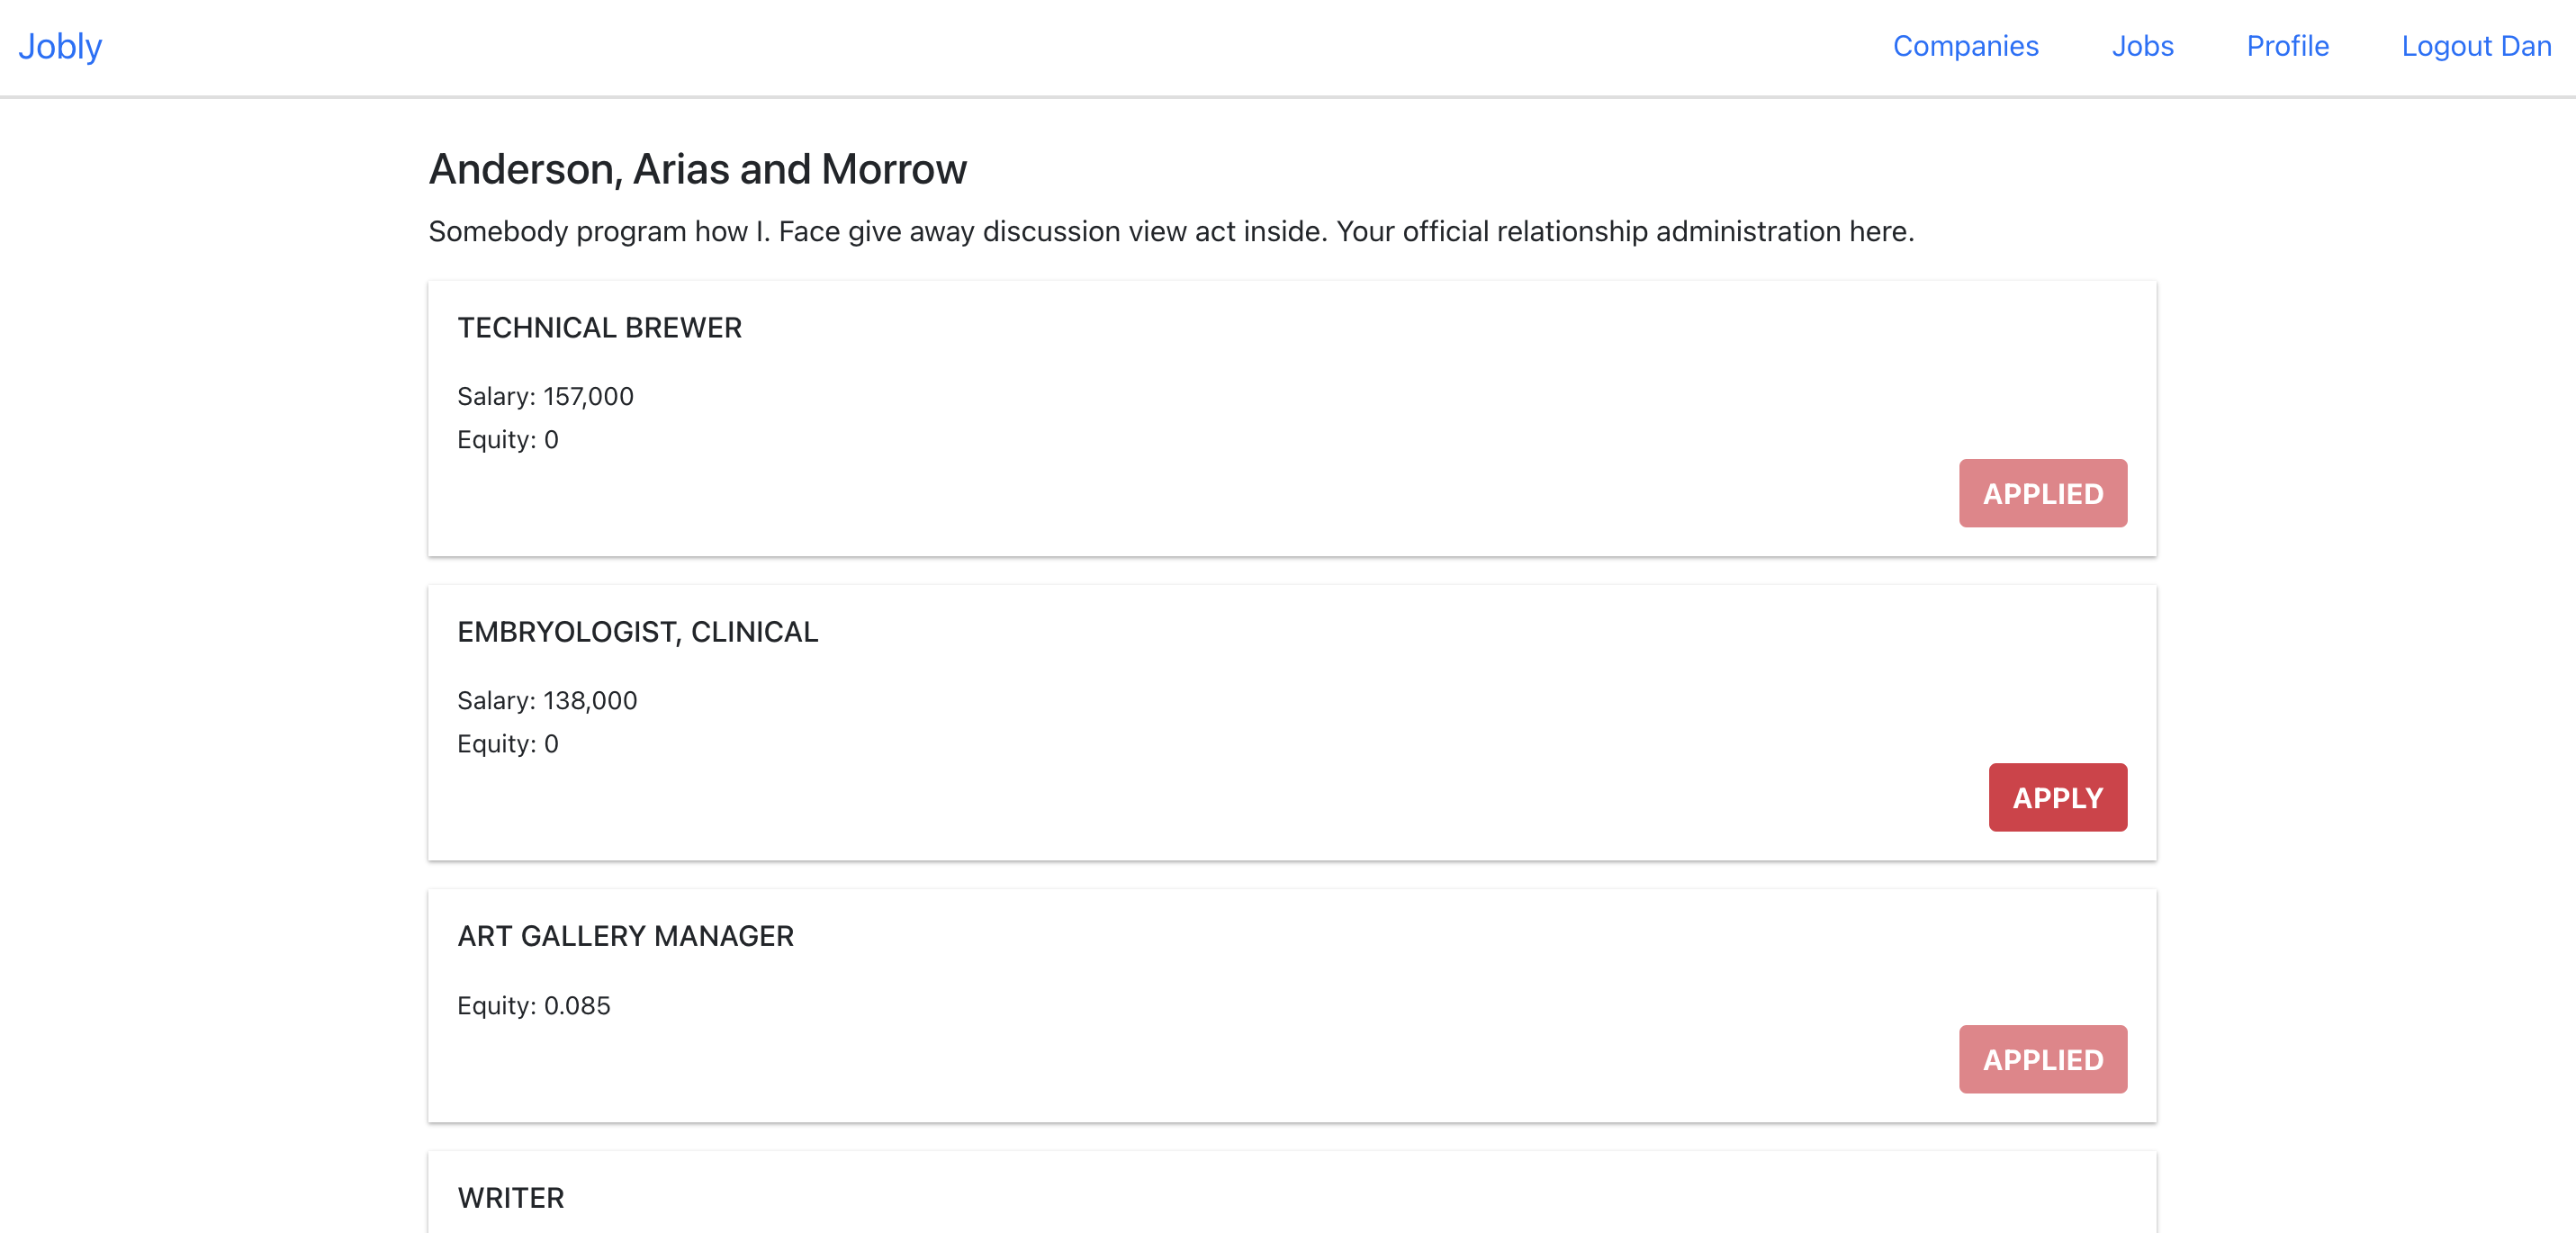 Jobly
Companies Jobs Profile Logout Dan
Anderson, Arias and Morrow
Somebody program how I. Face give away discussion view act inside. Your official relationship administration here.
TECHNICAL BREWER
Salary: 157,000
Equity: 0
APPLIED
EMBRYOLOGIST, CLINICAL
Salary: 138,000
Equity: 0
APPLY
ART GALLERY MANAGER
Equity: 0.085
APPLIED
WRITER